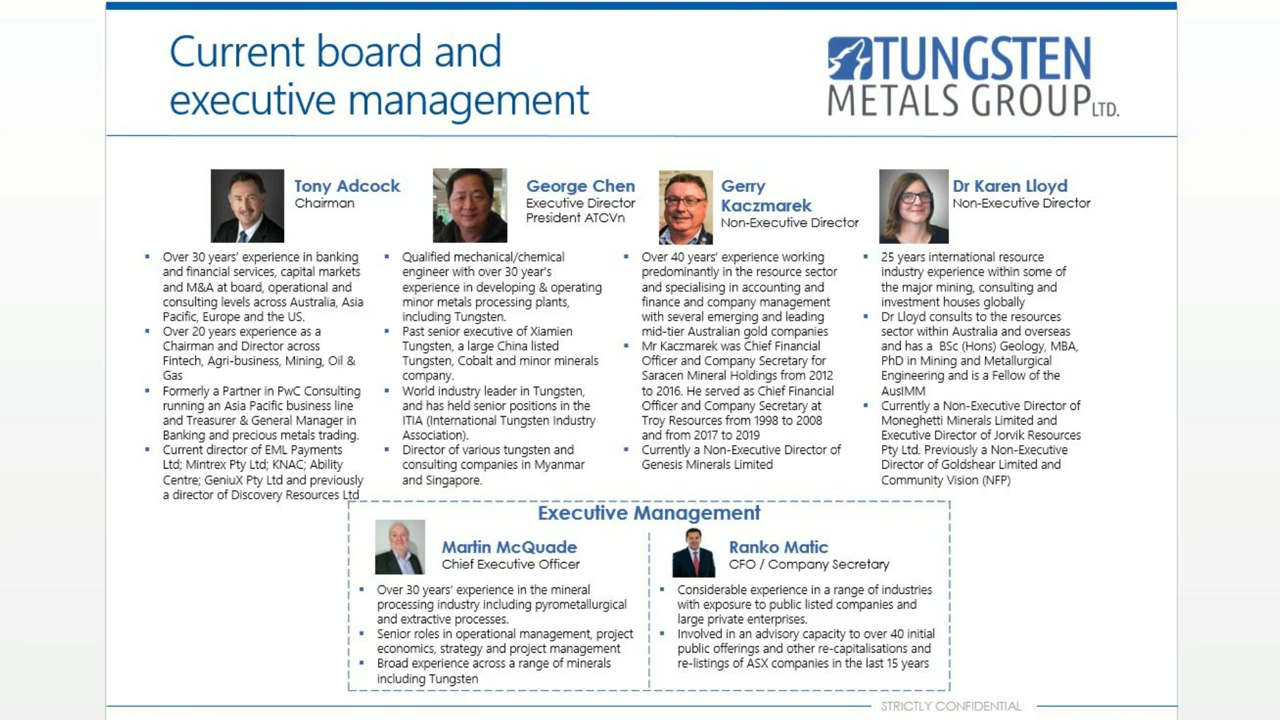 Current board and
executive management
TUNGSTEN
METALS GROUP LTD.
Tony Adcock
Chairman
▪ Over 30 years' experience in banking
and financial services, capital markets
and M&A at board, operational and
consulting levels across Australia, Asia
Pacific, Europe and the US.
▪ Over 20 years experience as a
Chairman and Director across
Fintech, Agri-business, Mining, Oil &
Gas
▪ Formerly a Partner in PwC Consulting
running an Asia Pacific business line
and Treasurer & General Manager in
Banking and precious metals trading.
▪ Current director of EML Payments
Ltd; Mintrex Pty Ltd; KNAC; Ability
Centre; GeniuX Pty Ltd and previously
a director of Discovery Resources Ltd
George Chen
Executive Director
President ATCVn
▪ Qualified mechanical/chemical
engineer with over 30 year's
experience in developing & operating
minor metals processing plants,
including Tungsten.
▪ Past senior executive of Xiamien
Tungsten, a large China listed
Tungsten, Cobalt and minor minerals
company.
▪ World industry leader in Tungsten,
and has held senior positions in the
ITIA (International Tungsten Industry
Association).
▪ Director of various tungsten and
consulting companies in Myanmar
and Singapore.
Gerry
Kaczmarek
Non-Executive Director
▪ Over 40 years' experience working
predominantly in the resource sector
and specialising in accounting and
finance and company management
with several emerging and leading
mid-tier Australian gold companies
▪ Mr Kaczmarek was Chief Financial
Officer and Company Secretary for
Saracen Mineral Holdings from 2012
to 2016. He served as Chief Financial
Officer and Company Secretary at
Troy Resources from 1998 to 2008
and from 2017 to 2019
▪ Currently a Non-Executive Director of
Genesis Minerals Limited
Dr Karen Lloyd
Non-Executive Director
▪ 25 years international resource
industry experience within some of
the major mining, consulting and
investment houses globally
▪ Dr Lloyd consults to the resources
sector within Australia and overseas
and has a BSc (Hons) Geology, MBA,
PhD in Mining and Metallurgical
Engineering and is a Fellow of the
AusIMM
▪ Currently a Non-Executive Director of
Moneghetti Minerals Limited and
Executive Director of Jorvik Resources
Pty Ltd. Previously a Non-Executive
Director of Goldshear Limited and
Community Vision (NFP)
Executive Management
Martin McQuade
Chief Executive Officer
▪ Over 30 years' experience in the mineral
processing industry including pyrometallurgical
and extractive processes.
▪ Senior roles in operational management, project
economics, strategy and project management
▪ Broad experience across a range of minerals
including Tungsten
Ranko Matic
CFO / Company Secretary
▪ Considerable experience in a range of industries
with exposure to public listed companies and
large private enterprises.
▪ Involved in an advisory capacity to over 40 initial
public offerings and other re-capitalisations and
re-listings of ASX companies in the last 15 years
STRICTLY CONFIDENTIAL